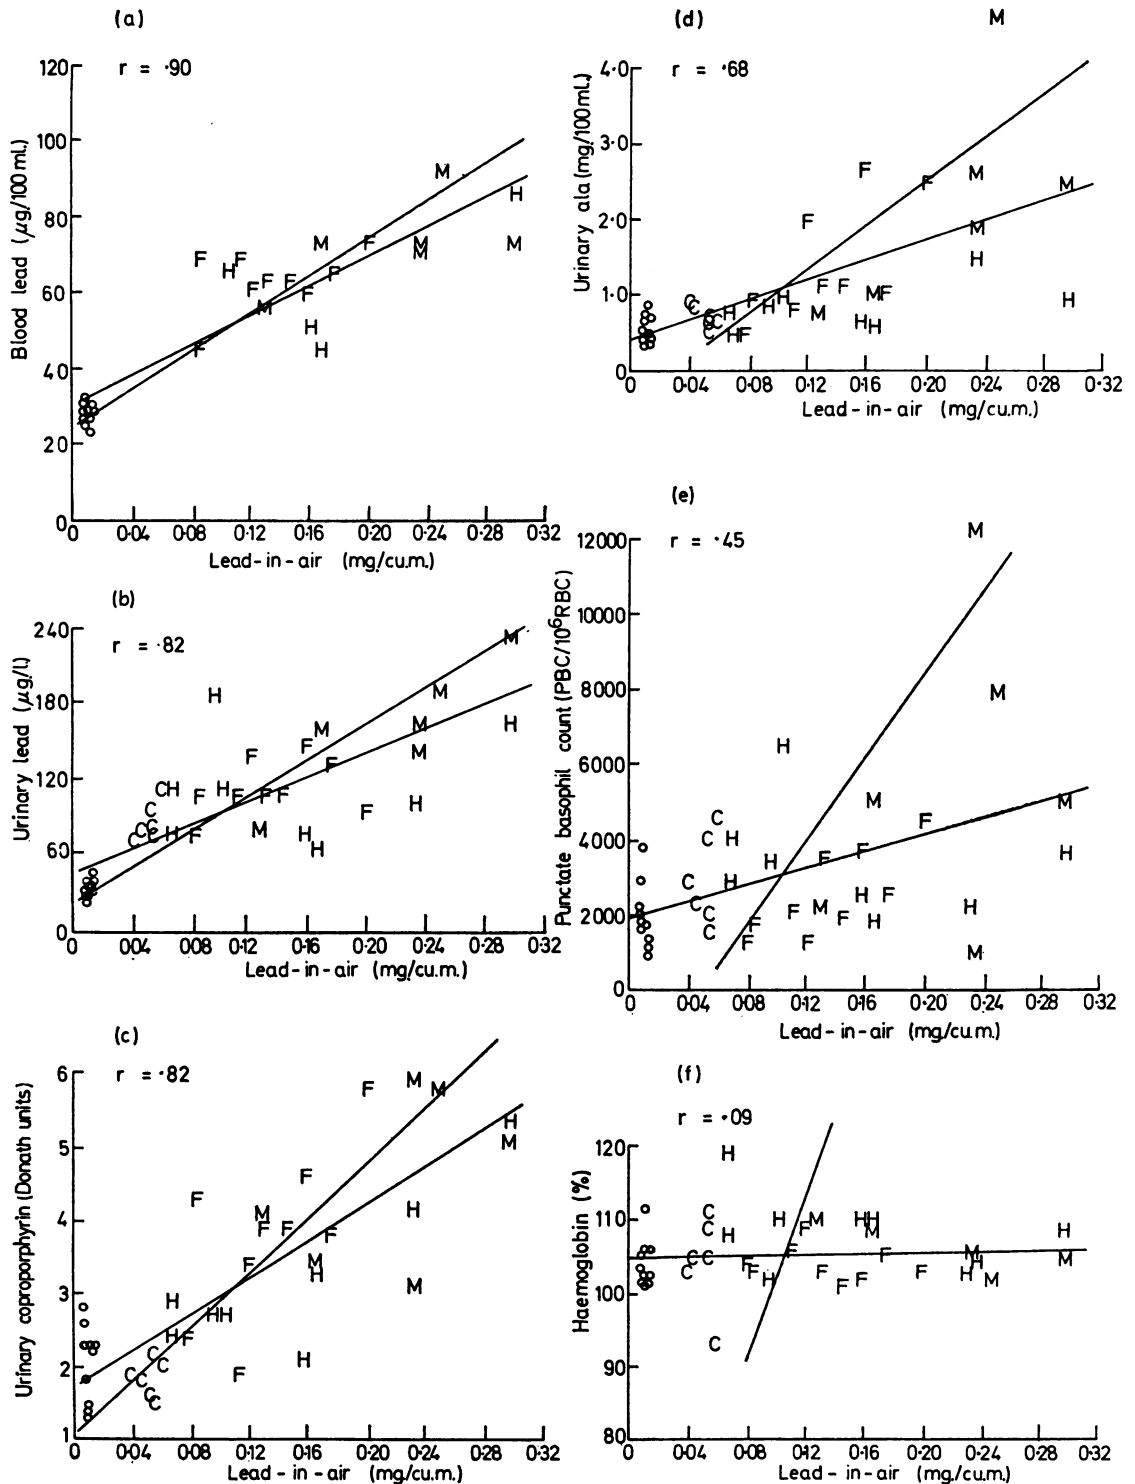 (a)
r = ·90
Blood lead (µg/100 ml.)
120
100
80
60
40
20
0
0 0·04 0·08 0·12 0·16 0·20 0·24 0·28 0·32
Lead-in-air (mg/cu.m.)
M
H
M
F
F
H
M
F
M
M
F
F
F
F
F
H
M
F
H
(b)
r = ·82
Urinary lead (µg/l.)
240
180
120
60
0
0 0·04 0·08 0·12 0·16 0·20 0·24 0·28 0·32
Lead-in-air (mg/cu.m.)
M
H
M
M
H
M
F
F
M
F
C H
F
H
F
F
F
C
F
H
C
C
C
C
H
F
M
H
H
(c)
r = ·82
Urinary coproporphyrin (Donath units)
6
5
4
3
2
1
0 0·04 0·08 0·12 0·16 0·20 0·24 0·28 0·32
Lead-in-air (mg/cu.m.)
F
M
M
H
M
F
F
M
H
F
F
F
F
M
H
M
H
H
H
H
F
C
C
H
C
C
F
C
C
(d)
M
r = ·68
Urinary ala (mg/100ml.)
4·0
3·0
2·0
1·0
0
0 0·04 0·08 0·12 0·16 0·20 0·24 0·28 0·32
Lead-in-air (mg/cu.m.)
F
M
F
M
F
M
H
F
F
C
C
F
H
M
F
H
H
H
F
M
C
C
C
C
H
H
H
F
(e)
r = ·45
Punctate basophil count (PBC/10⁶RBC)
12000
10000
8000
6000
4000
2000
0
0 0·04 0·08 0·12 0·16 0·20 0·24 0·28 0·32
Lead-in-air (mg/cu.m.)
M
M
H
M
M
C
F
C
H
H
F
F
H
C
H
C
H
F
H
C
F
M
F
H
F
C
F
F
M
(f)
r = ·09
Haemoglobin (%)
120
110
100
90
80
0 0·04 0·08 0·12 0·16 0·20 0·24 0·28 0·32
Lead-in-air (mg/cu.m.)
H
C
H
M
H
H
C
H
F
M
H
C
C
F
F
M
M
M
C
F
F
H
F
F
F
F
H
M
C